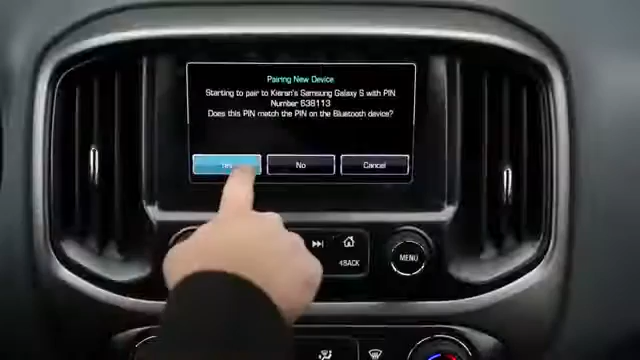 Pairing New Device
Starting to pair to Kieran's Samsung Galaxy S with PIN
Number 638113
Does this PIN match the PIN on the Bluetooth device?
Yes No Cancel
BACK
MENU